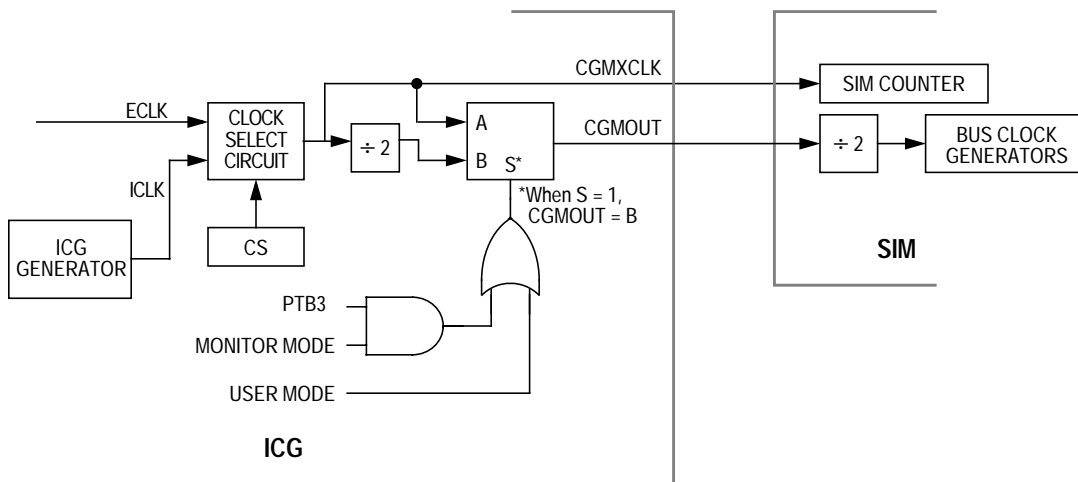 CGMXCLK
SIM COUNTER
ECLK
CLOCK
SELECT
CIRCUIT
A
CGMOUT
÷ 2
B
S*
÷ 2
BUS CLOCK
GENERATORS
ICLK
*When S = 1,
CGMOUT = B
ICG
GENERATOR
CS
SIM
PTB3
MONITOR MODE
USER MODE
ICG